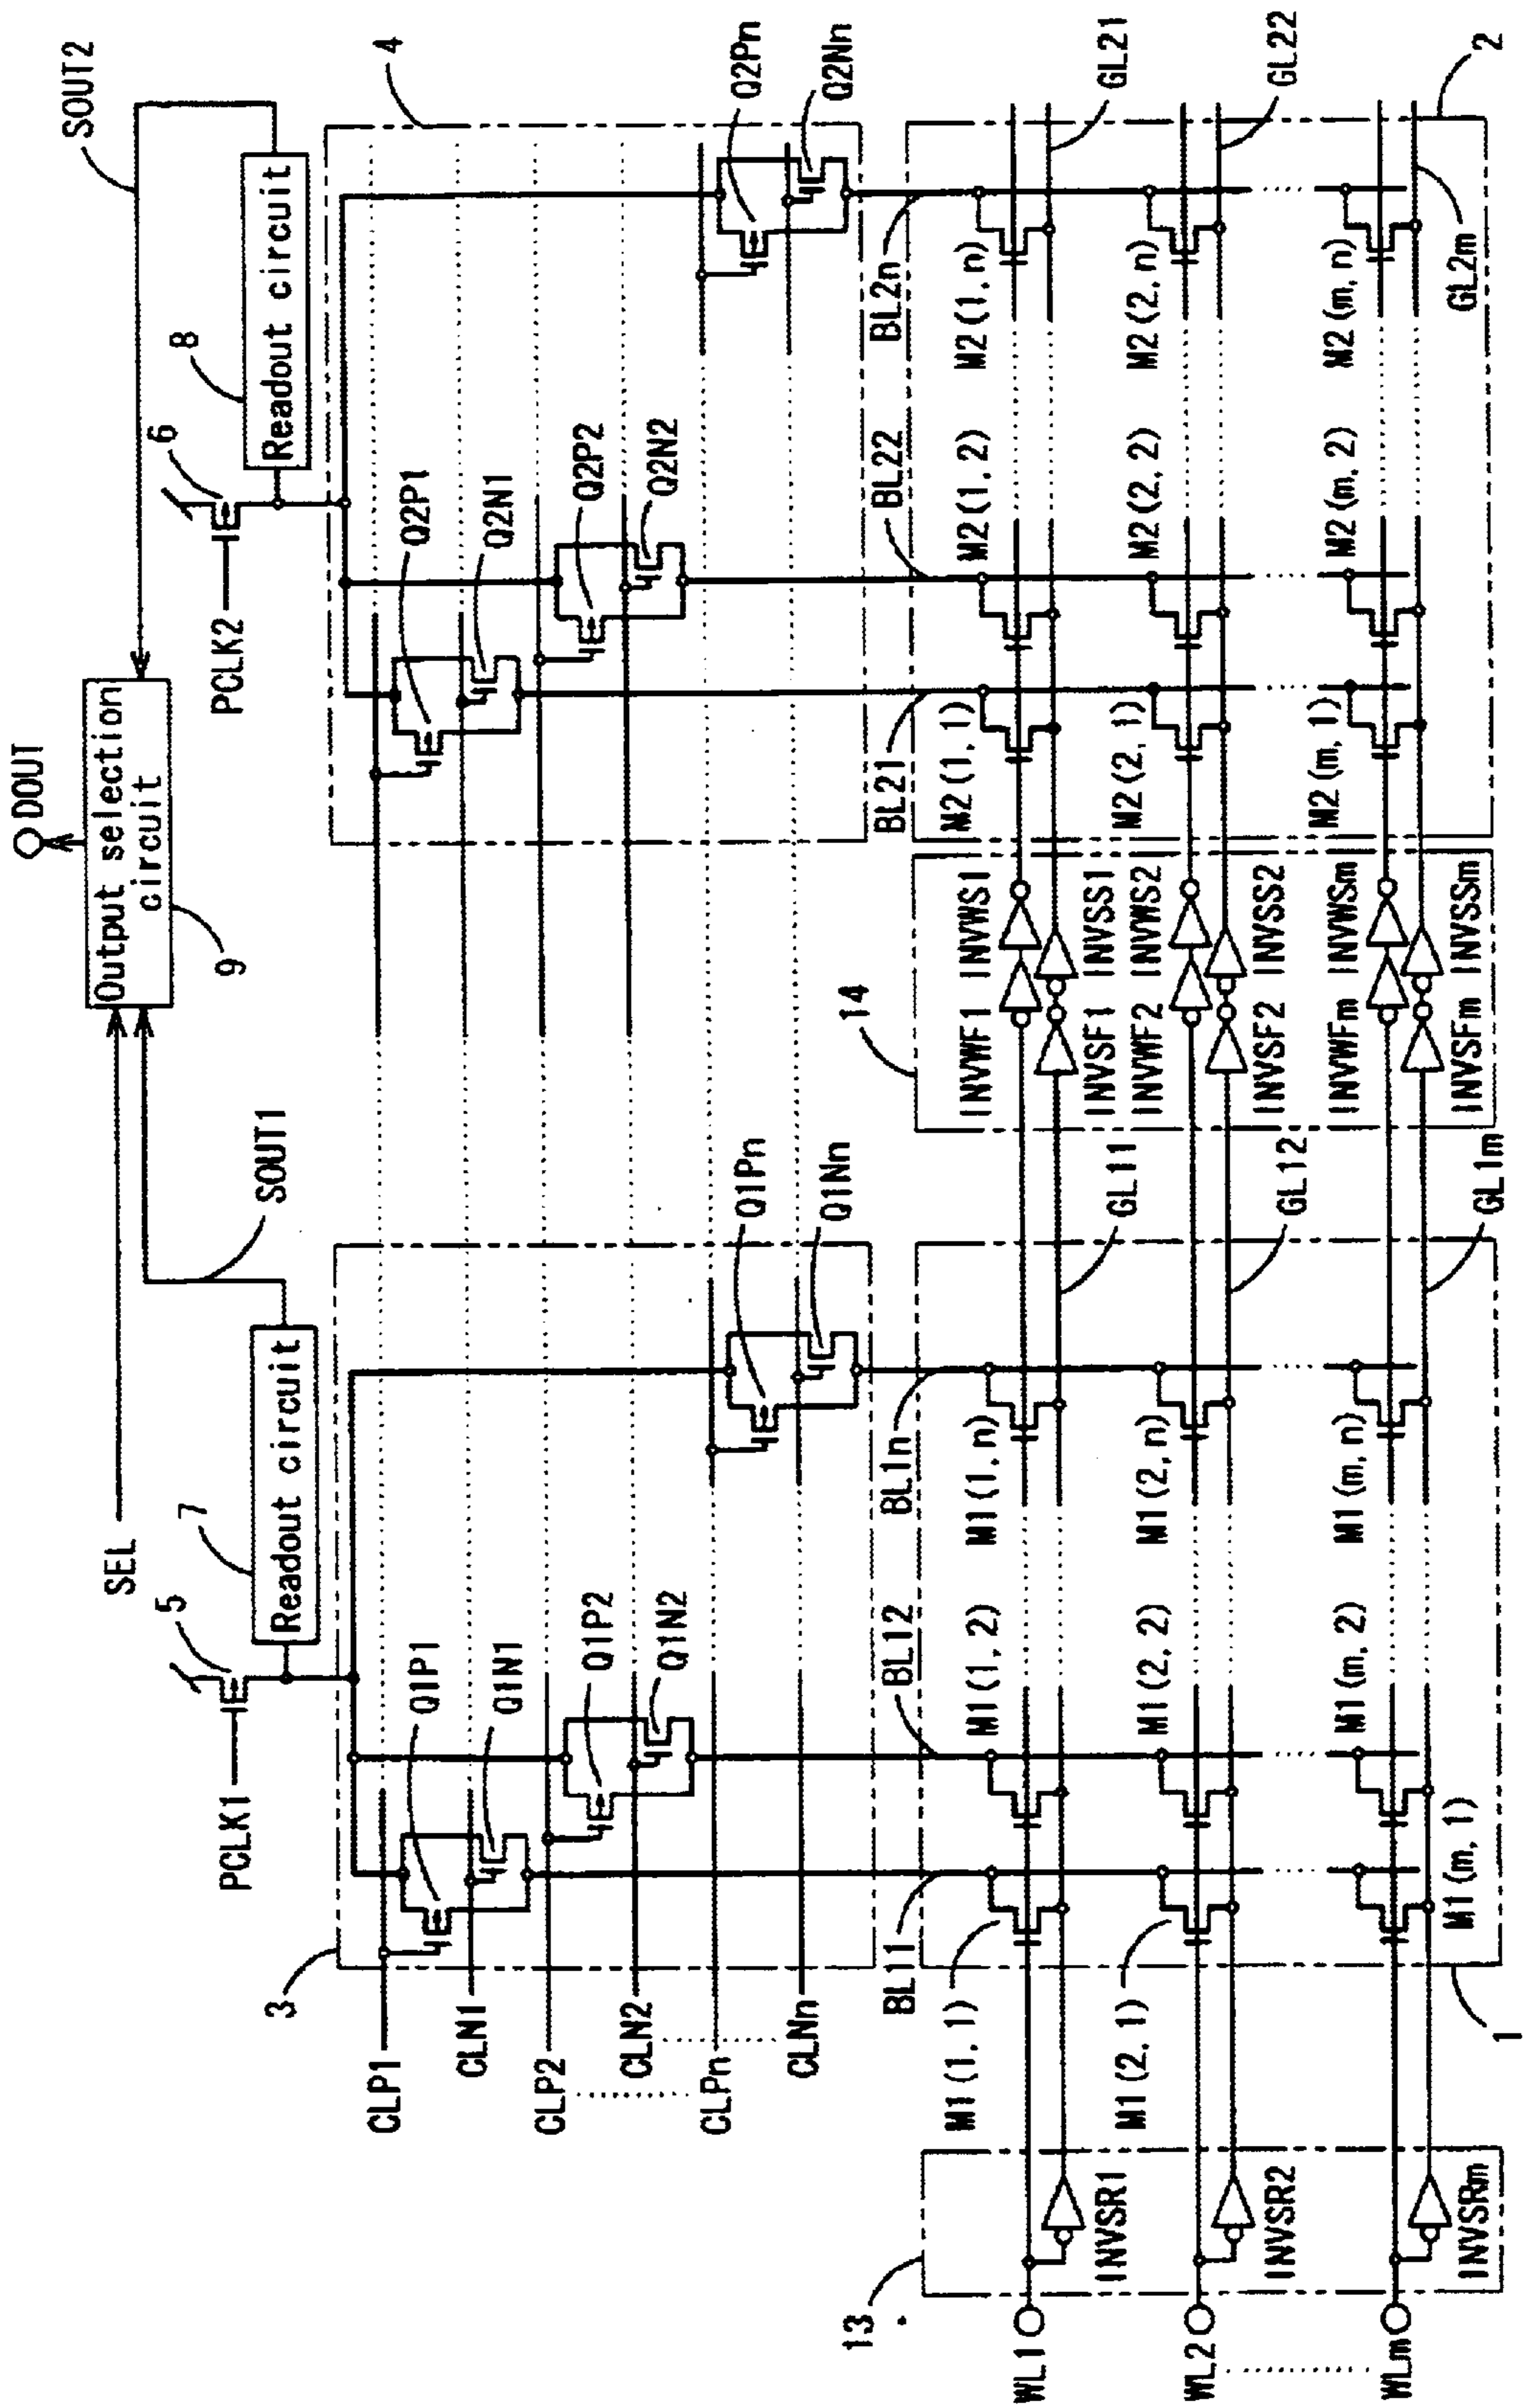 DOUT
SOUT2
Output selection
circuit
9
SEL
SOUT1
PCLK1
5
7
Readout circuit
PCLK2
6
8
Readout circuit
3
4
CLP1
CLN1
CLP2
CLN2
CLPn
CLNn
Q1P1
Q1N1
Q1P2
Q1N2
Q1Pn
Q1Nn
Q2P1
Q2N1
Q2P2
Q2N2
Q2Pn
Q2Nn
BL11
BL12
BL1n
BL21
BL22
BL2n
13
14
WL1
INVSR1
M1(1, 1)
M1(1, 2)
M1(1, n)
GL11
INVWF1
INVWS1
INVSF1
INVSS1
M2(1, 1)
M2(1, 2)
M2(1, n)
GL21
WL2
INVSR2
M1(2, 1)
M1(2, 2)
M1(2, n)
GL12
INVWF2
INVWS2
INVSF2
INVSS2
M2(2, 1)
M2(2, 2)
M2(2, n)
GL22
WLm
INVSRm
M1(m, 1)
M1(m, 2)
M1(m, n)
GL1m
INVWFm
INVWSm
INVSFm
INVSSm
M2(m, 1)
M2(m, 2)
M2(m, n)
GL2m
1
2